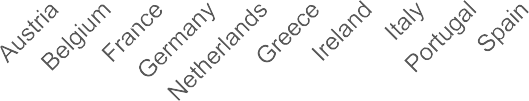 Austria
Belgium
France
Germany
Netherlands
Greece
Ireland
Italy
Portugal
Spain